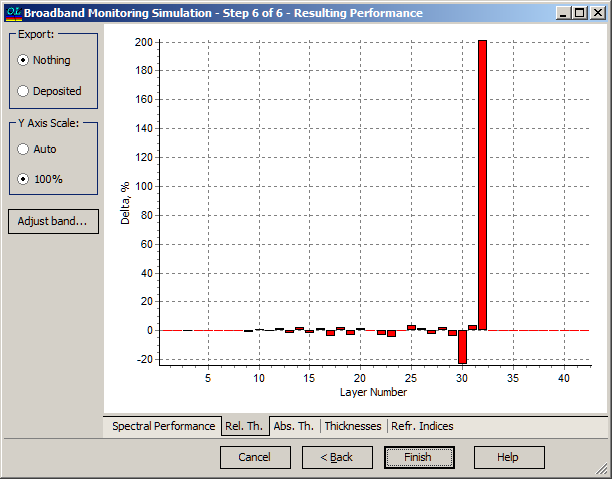 OL Broadband Monitoring Simulation - Step 6 of 6 - Resulting Performance
Export:
Nothing
Deposited
Y Axis Scale:
Auto
100%
Adjust band...
200
180
160
140
120
100
80
60
40
20
0
-20
Delta, %
5 10 15 20 25 30 35 40
Layer Number
Spectral Performance Rel. Th. Abs. Th. Thicknesses Refr. Indices
Cancel < Back Finish Help